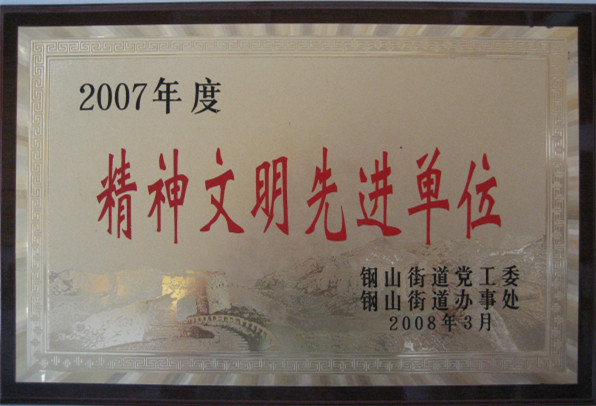 2007年度
精神文明先进单位
钢山街道党工委
钢山街道办事处
2008年3月